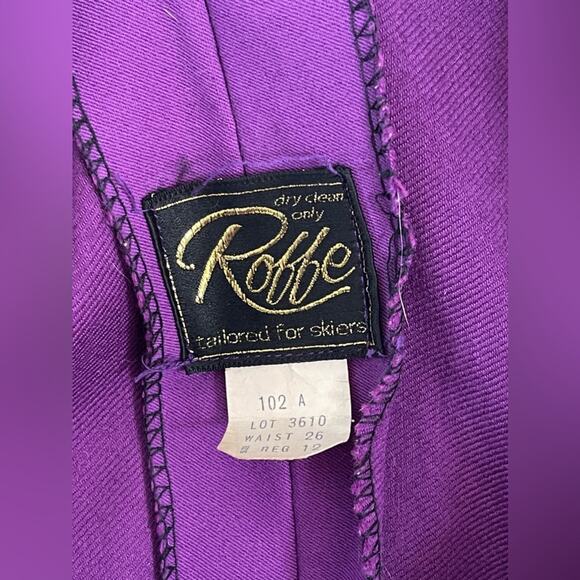 dry clean
only
Roffe
tailored for skiers
102 A
LOT 3610
WAIST 26
REG 12